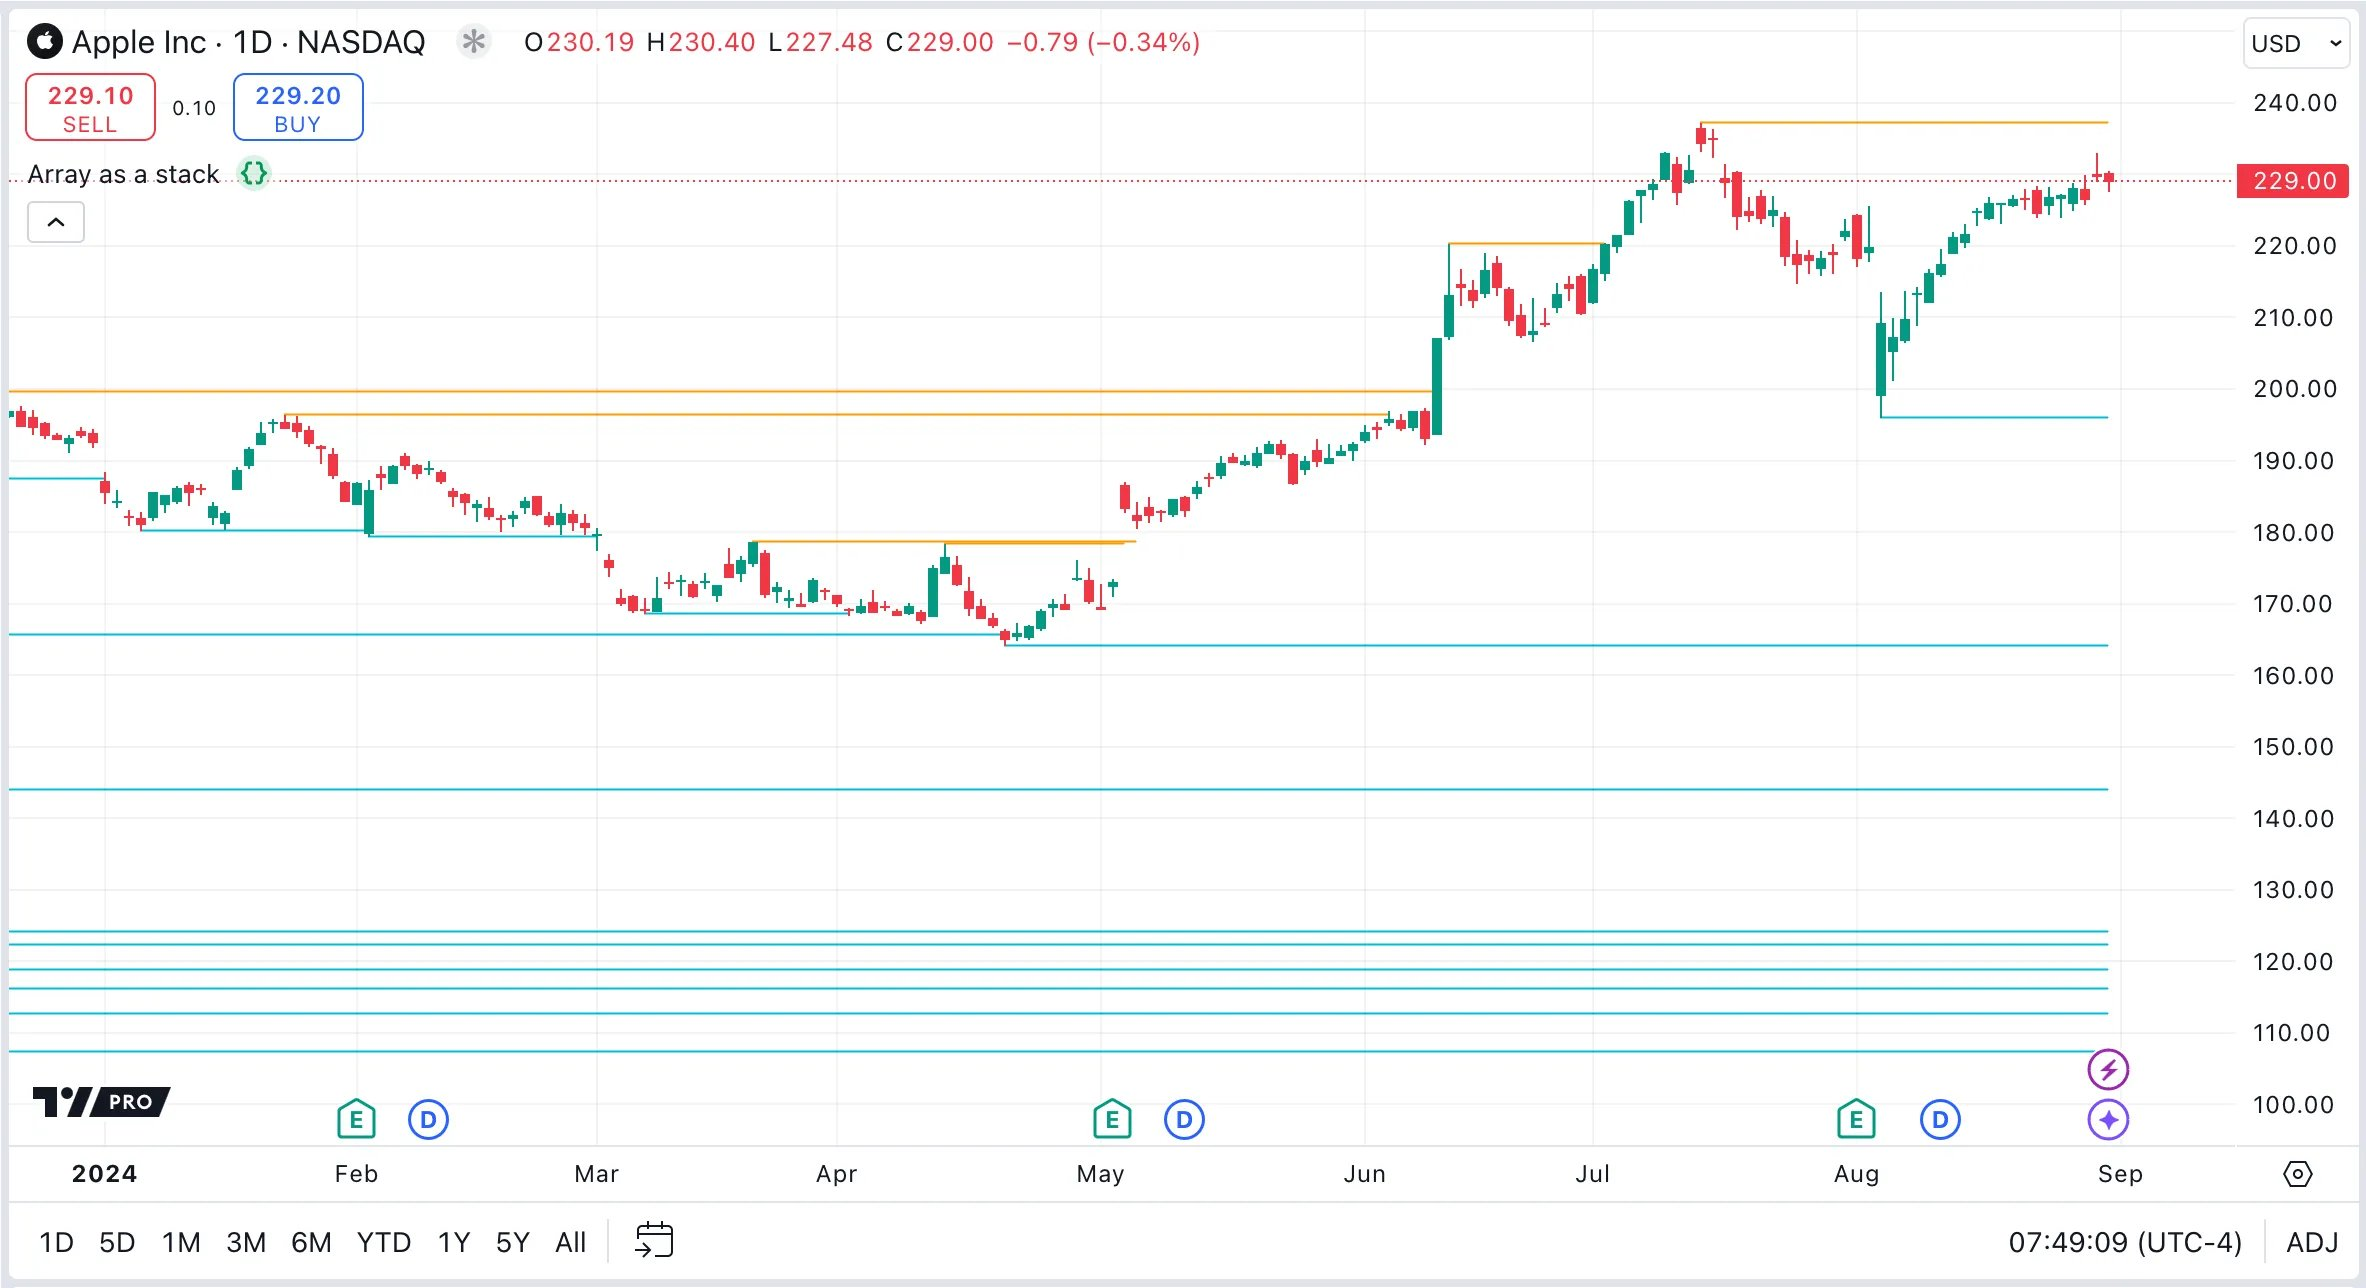 Apple Inc · 1D · NASDAQ O230.19 H230.40 L227.48 C229.00 −0.79 (−0.34%)
USD
229.10
SELL
0.10
229.20
BUY
Array as a stack {}
240.00
229.00
220.00
210.00
200.00
190.00
180.00
170.00
160.00
150.00
140.00
130.00
120.00
110.00
100.00
PRO
E D E D E D
2024 Feb Mar Apr May Jun Jul Aug Sep
1D 5D 1M 3M 6M YTD 1Y 5Y All 07:49:09 (UTC-4) ADJ